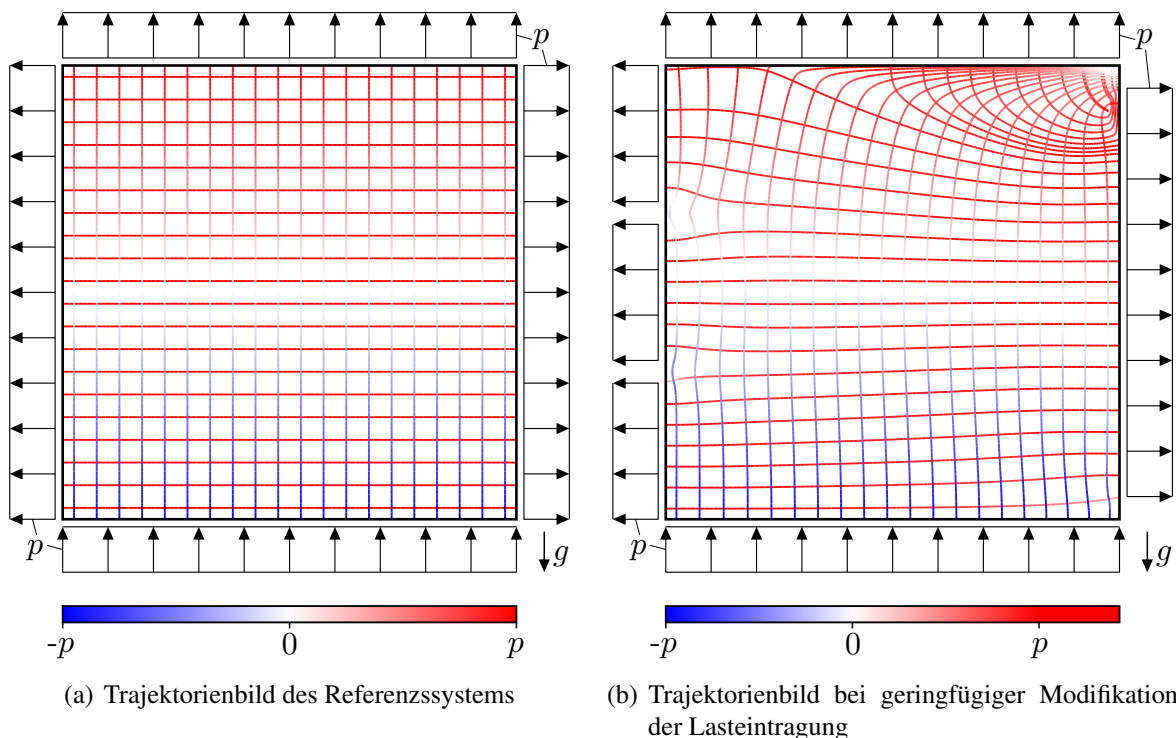 p
p
p
p
g
g
-p 0 p
-p 0 p
(a) Trajektorienbild des Referenzssystems
(b) Trajektorienbild bei geringfügiger Modifikation
der Lasteintragung